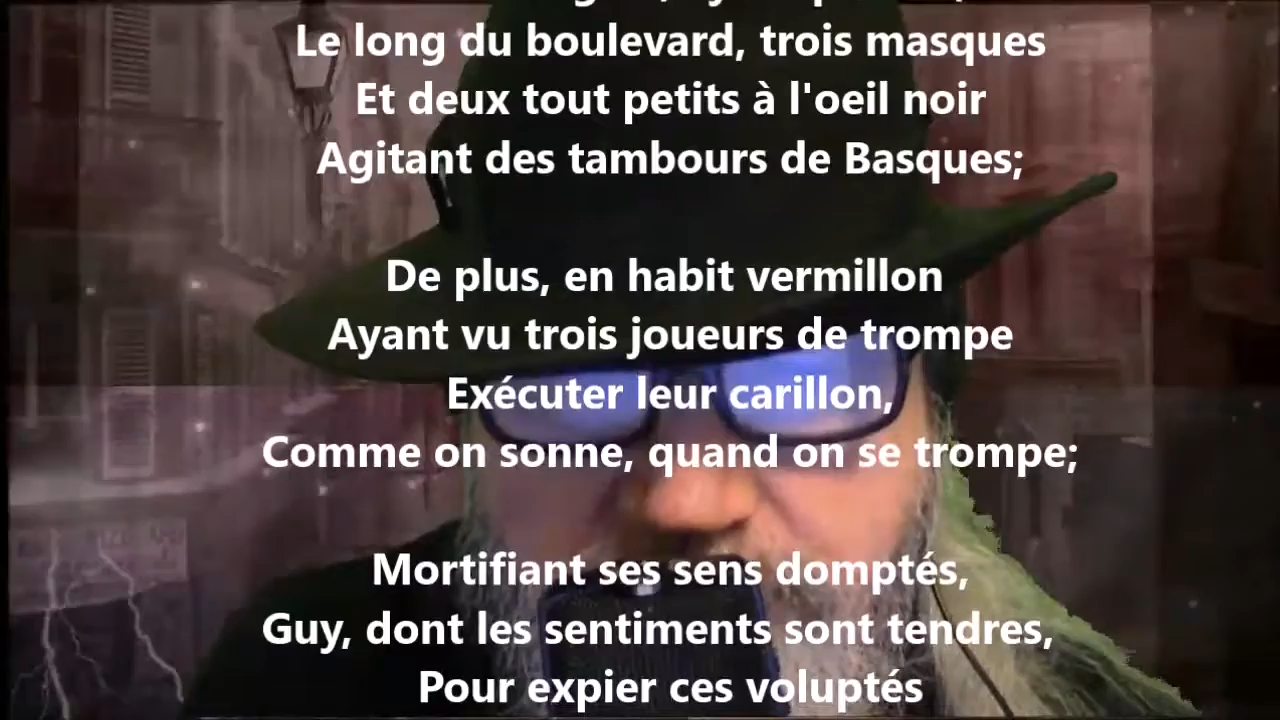 Le long du boulevard, trois masques
Et deux tout petits à l'oeil noir
Agitant des tambours de Basques;
De plus, en habit vermillon
Ayant vu trois joueurs de trompe
Exécuter leur carillon,
Comme on sonne, quand on se trompe;
Mortifiant ses sens domptés,
Guy, dont les sentiments sont tendres,
Pour expier ces voluptés